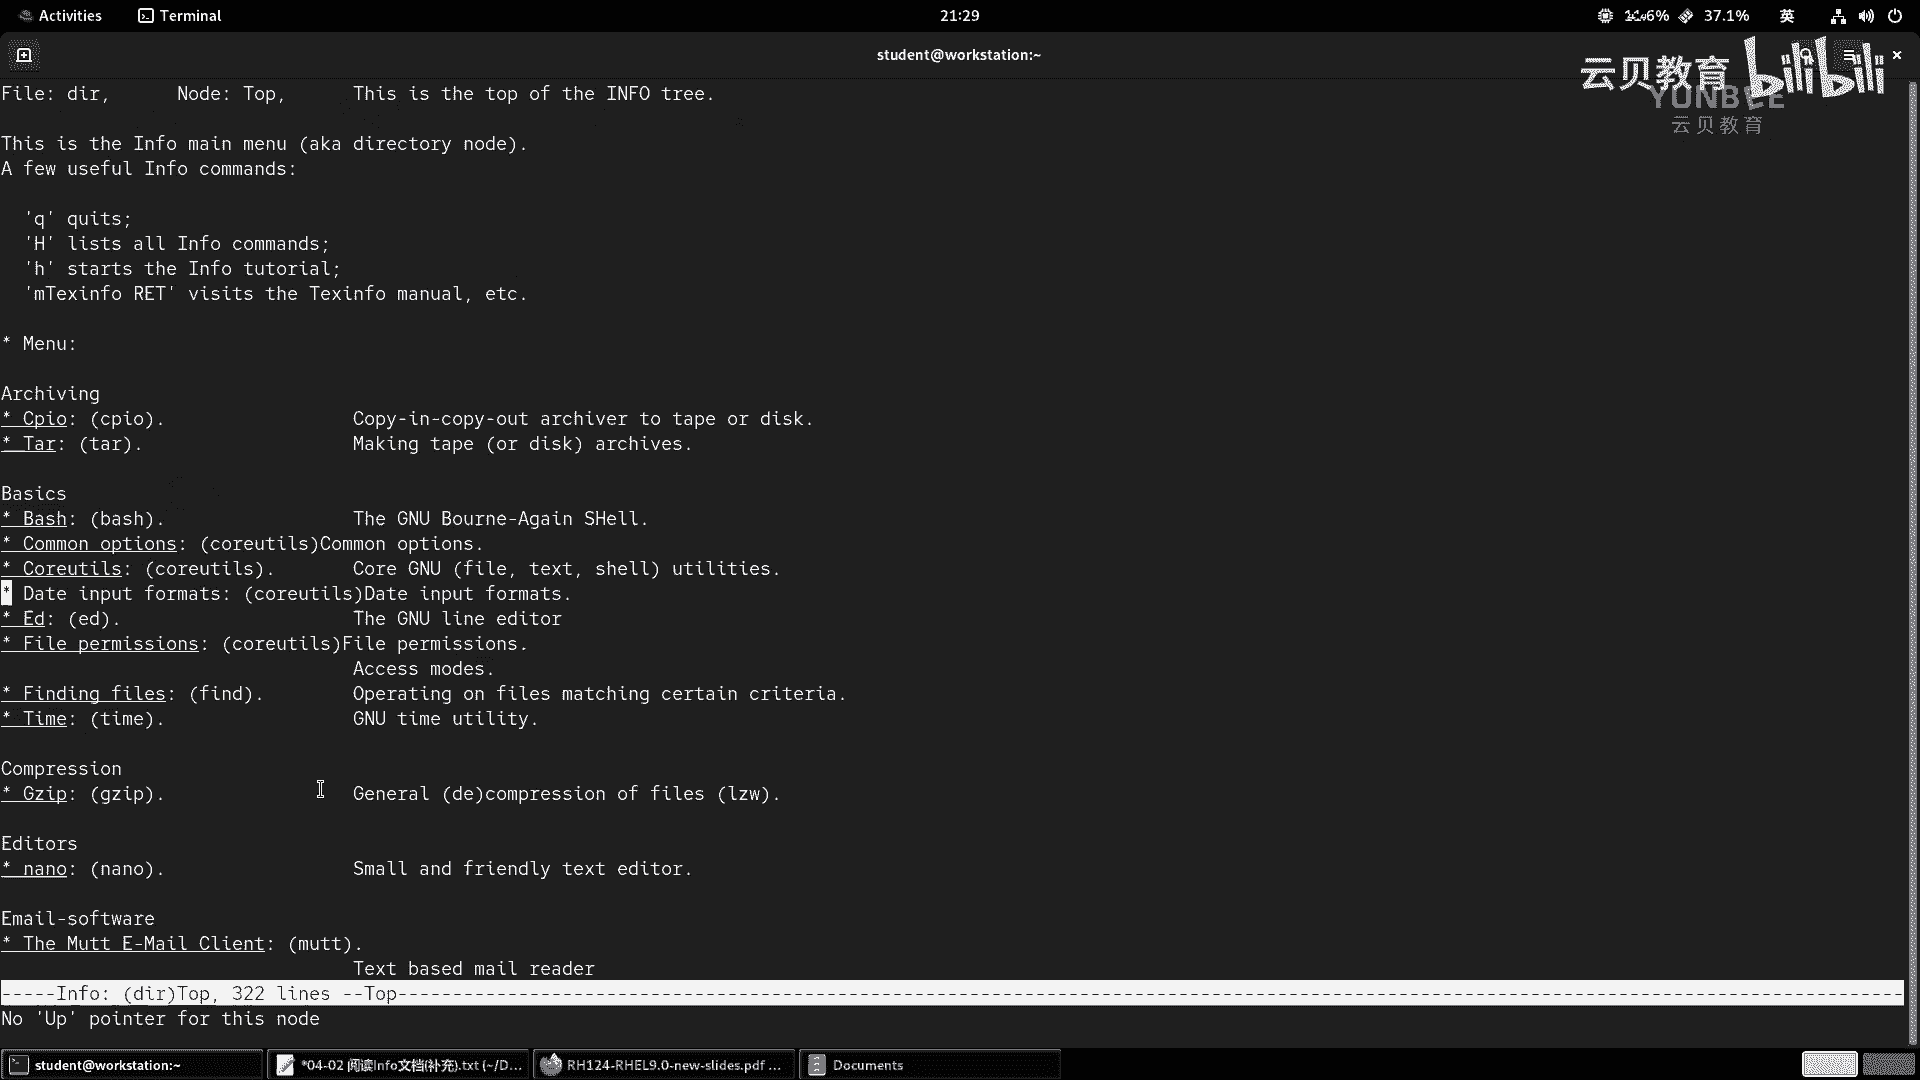 Activities
Terminal
21:29
37.1%
英
student@workstation:~
云贝教育
bilibili
YUNBEE
云贝教育
File: dir,      Node: Top,      This is the top of the INFO tree.
This is the Info main menu (aka directory node).
A few useful Info commands:
'q' quits;
'H' lists all Info commands;
'h' starts the Info tutorial;
'mTexinfo RET' visits the Texinfo manual, etc.
* Menu:
Archiving
* Cpio: (cpio).                 Copy-in-copy-out archiver to tape or disk.
* Tar: (tar).                   Making tape (or disk) archives.
Basics
* Bash: (bash).                 The GNU Bourne-Again SHell.
* Common options: (coreutils)Common options.
* Coreutils: (coreutils).       Core GNU (file, text, shell) utilities.
* Date input formats: (coreutils)Date input formats.
* Ed: (ed).                     The GNU line editor
* File permissions: (coreutils)File permissions.
Access modes.
* Finding files: (find).        Operating on files matching certain criteria.
* Time: (time).                 GNU time utility.
Compression
* Gzip: (gzip).                 General (de)compression of files (lzw).
Editors
* nano: (nano).                 Small and friendly text editor.
Email-software
* The Mutt E-Mail Client: (mutt).
Text based mail reader
-----Info: (dir)Top, 322 lines --Top-----------------------------------------------------------------------------------------------------------------------------------------
No 'Up' pointer for this node
student@workstation:~
*04-02 阅读Info文档(补充).txt (~/D...
RH124-RHEL9.0-new-slides.pdf ...
Documents